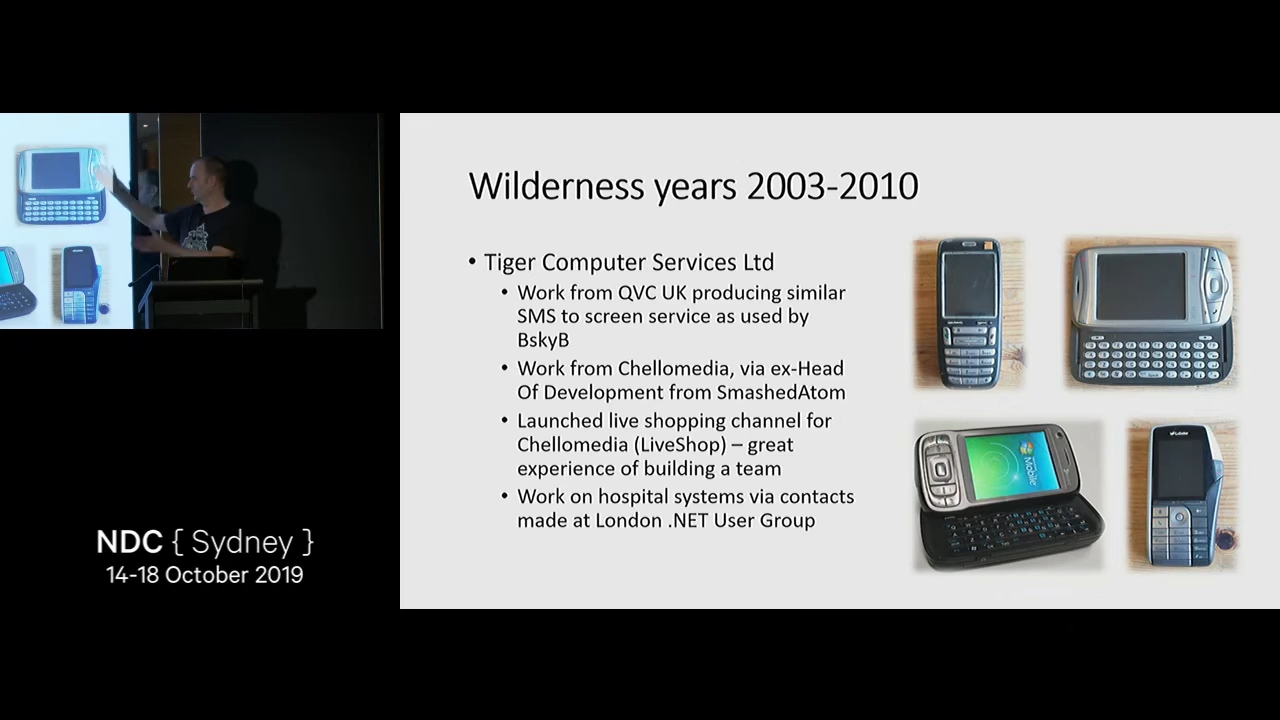 Wilderness years 2003-2010
• Tiger Computer Services Ltd
• Work from QVC UK producing similar
SMS to screen service as used by
BskyB
• Work from Chellomedia, via ex-Head
Of Development from SmashedAtom
• Launched live shopping channel for
Chellomedia (LiveShop) – great
experience of building a team
• Work on hospital systems via contacts
made at London .NET User Group
Windows
Mobile
NDC { Sydney }
14-18 October 2019